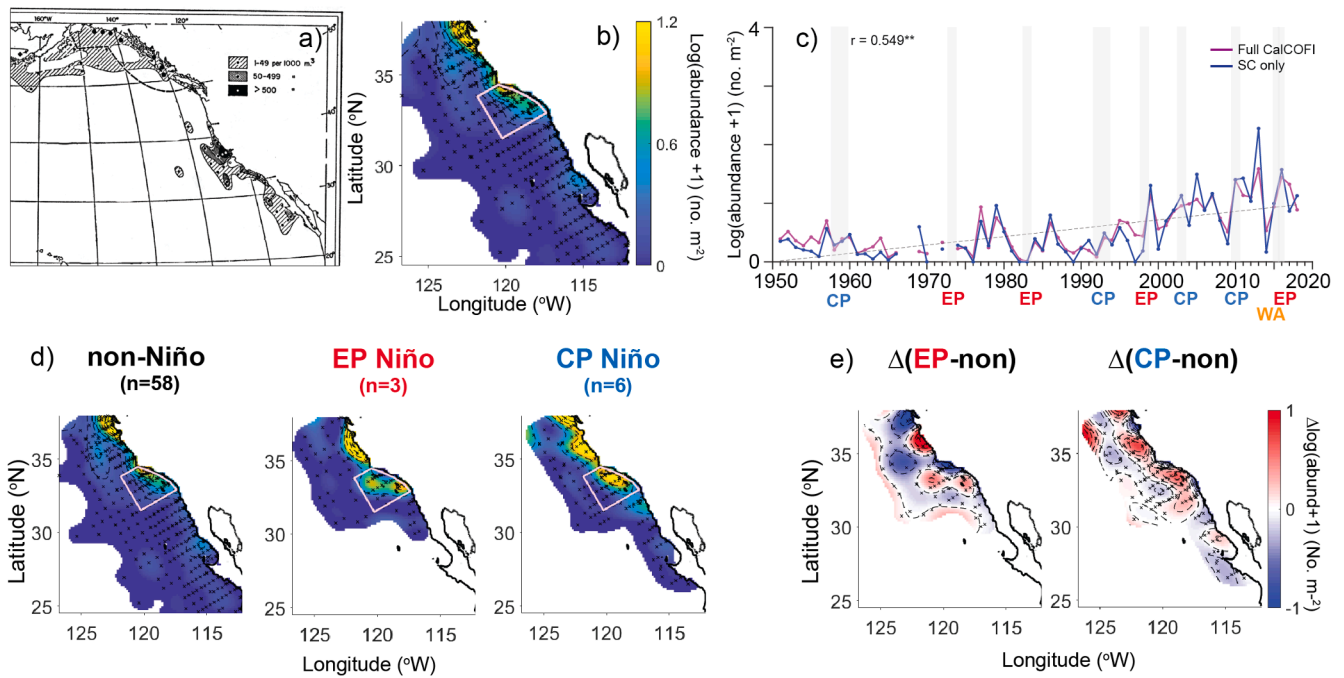 160°W 140° 120°
a)
I-49 per 1000 m.³
50-499 "
> 500 "
20°
b)
35
30
25
Latitude (°N)
125 120 115
Longitude (°W)
1.2
0.6
0
Log(abundance +1) (no. m⁻²)
c)
r = 0.549**
Full CalCOFI
SC only
4
0
Log(abundance +1) (no. m⁻²)
1950 1960 1970 1980 1990 2000 2010 2020
CP EP EP CP EP CP CP EP
WA
d)
non-Niño
(n=58)
EP Niño
(n=3)
CP Niño
(n=6)
35
30
25
Latitude (°N)
125 120 115
125 120 115
125 120 115
Longitude (°W)
e)
Δ(EP-non)
Δ(CP-non)
35
30
25
Latitude (°N)
125 120 115
125 120 115
Longitude (°W)
1
0
-1
Δlog(abund+1) (No. m⁻²)